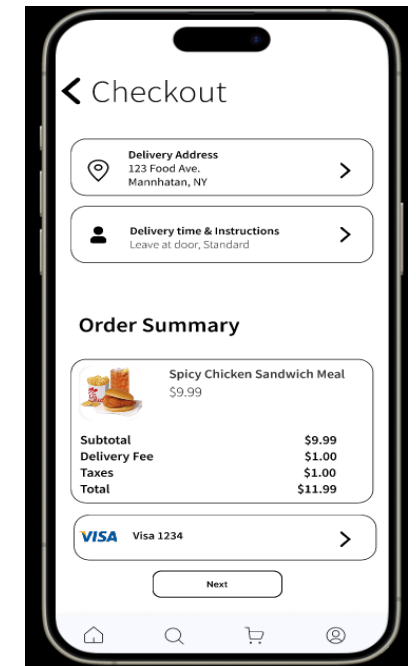 Checkout
Delivery Address
123 Food Ave.
Mannhatan, NY
Delivery time & Instructions
Leave at door, Standard
Order Summary
Spicy Chicken Sandwich Meal
$9.99
Subtotal $9.99
Delivery Fee $1.00
Taxes $1.00
Total $11.99
VISA Visa 1234
Next